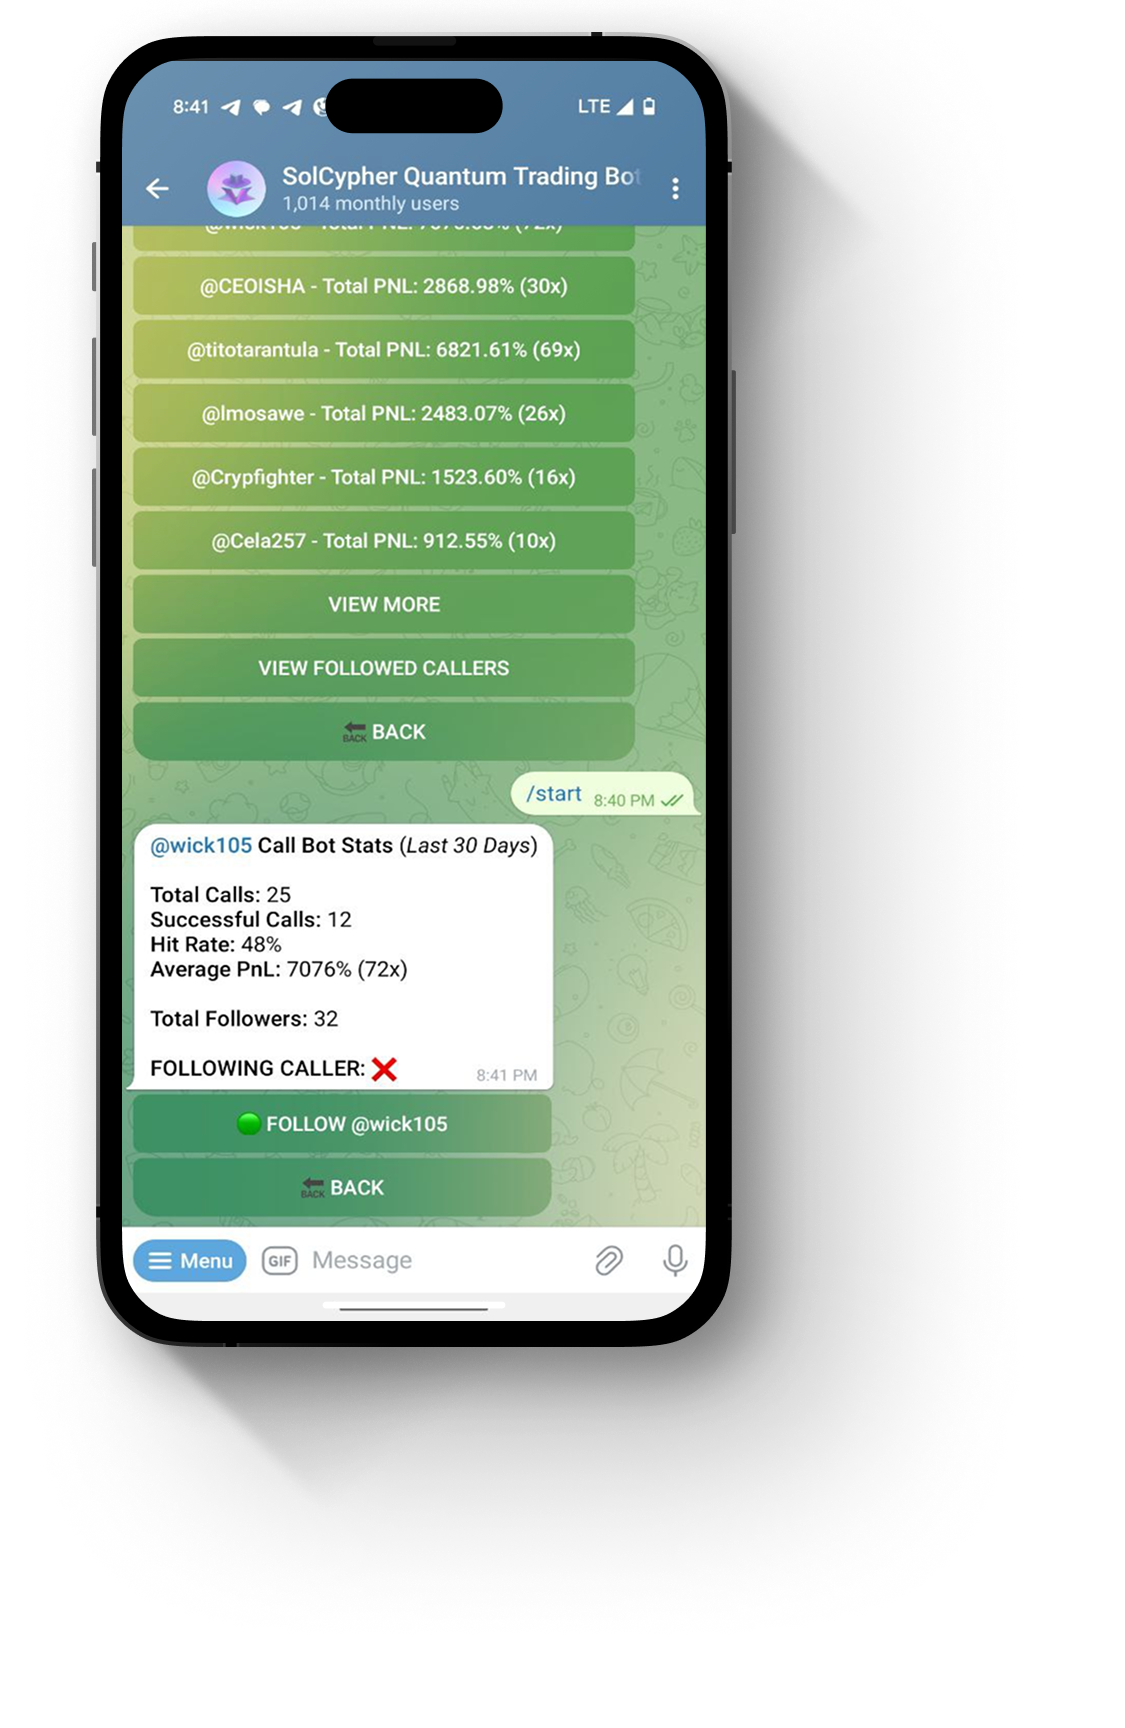 8:41
LTE
SolCypher Quantum Trading Bot
1,014 monthly users
@wick105 - Total PNL: (72x)
@CEOISHA - Total PNL: 2868.98% (30x)
@titotarantula - Total PNL: 6821.61% (69x)
@lmosawe - Total PNL: 2483.07% (26x)
@Crypfighter - Total PNL: 1523.60% (16x)
@Cela257 - Total PNL: 912.55% (10x)
VIEW MORE
VIEW FOLLOWED CALLERS
BACK BACK
/start 8:40 PM
@wick105 Call Bot Stats (Last 30 Days)
Total Calls: 25
Successful Calls: 12
Hit Rate: 48%
Average PnL: 7076% (72x)
Total Followers: 32
FOLLOWING CALLER: ❌
8:41 PM
FOLLOW @wick105
BACK BACK
Menu GIF Message